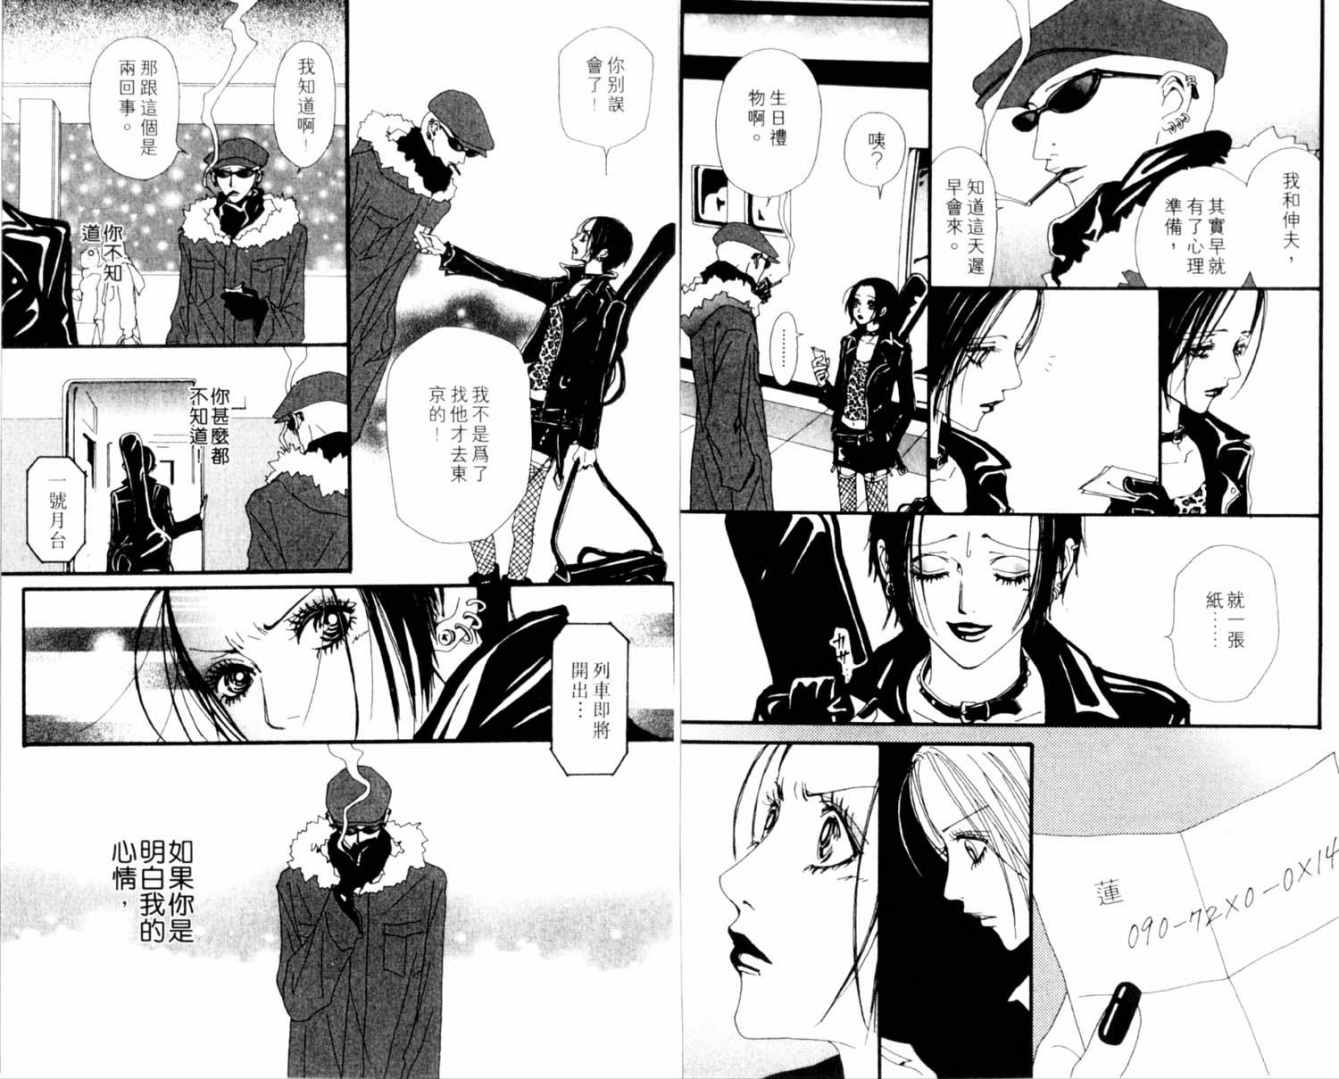 我和伸夫，
其實早就
有了心理
準備，
知道這天遲
早會來。
咦？
生日禮
物啊。
………
就一張
紙……
ガサ…
蓮
090-72X0-0X14
你別誤
會了！
我不是爲了
找他才去東
京的！
我知道啊！
那跟這個是
兩回事。
你不知
道。
你甚麼都
不知道！
一號月台
列車即將
開出…
如果你是
明白我的
心情，